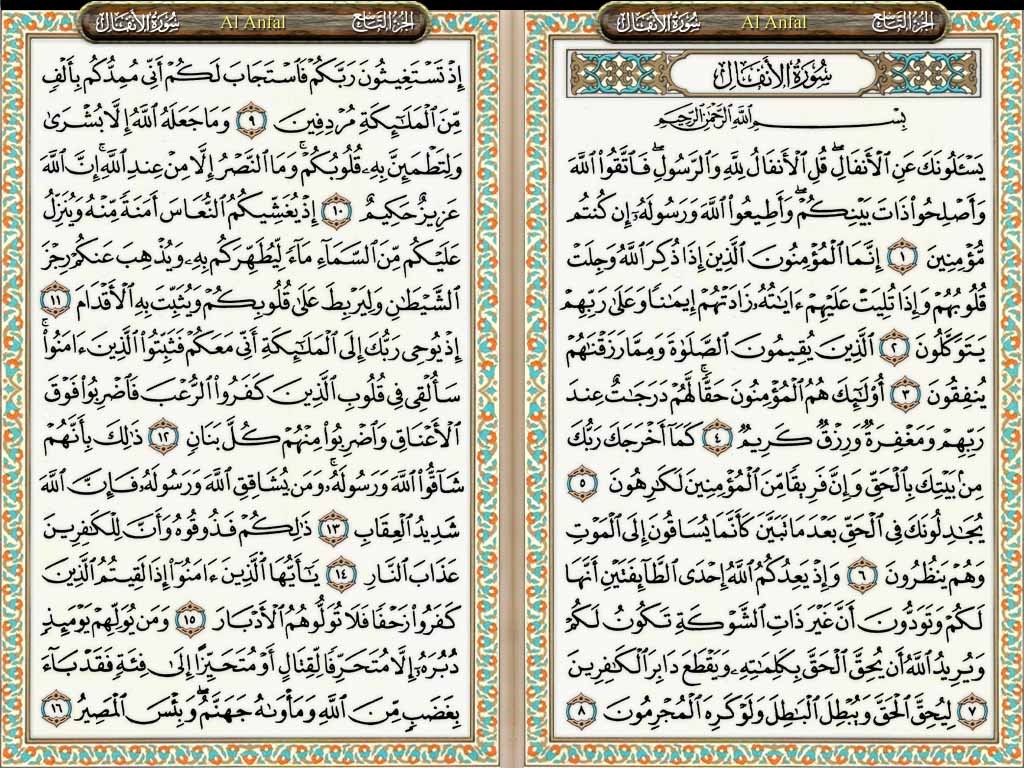 الجزء التاسع Al Anfal سورة الأنفال
سُورَةُ الأَنفَالِ
بِسْمِ اللَّهِ الرَّحْمَٰنِ الرَّحِيمِ
يَسْـَٔلُونَكَ عَنِ ٱلْأَنفَالِ ۖ قُلِ ٱلْأَنفَالُ لِلَّهِ وَٱلرَّسُولِ ۖ فَٱتَّقُوا۟ ٱللَّهَ
وَأَصْلِحُوا۟ ذَاتَ بَيْنِكُمْ ۖ وَأَطِيعُوا۟ ٱللَّهَ وَرَسُولَهُۥٓ إِن كُنتُم
مُّؤْمِنِينَ ١ إِنَّمَا ٱلْمُؤْمِنُونَ ٱلَّذِينَ إِذَا ذُكِرَ ٱللَّهُ وَجِلَتْ
قُلُوبُهُمْ وَإِذَا تُلِيَتْ عَلَيْهِمْ ءَايَٰتُهُۥ زَادَتْهُمْ إِيمَٰنًا وَعَلَىٰ رَبِّهِمْ
يَتَوَكَّلُونَ ٢ ٱلَّذِينَ يُقِيمُونَ ٱلصَّلَوٰةَ وَمِمَّا رَزَقْنَٰهُمْ
يُنفِقُونَ ٣ أُو۟لَٰٓئِكَ هُمُ ٱلْمُؤْمِنُونَ حَقًّا ۚ لَّهُمْ دَرَجَٰتٌ عِندَ
رَبِّهِمْ وَمَغْفِرَةٌ وَرِزْقٌ كَرِيمٌ ٤ كَمَآ أَخْرَجَكَ رَبُّكَ
مِنۢ بَيْتِكَ بِٱلْحَقِّ وَإِنَّ فَرِيقًا مِّنَ ٱلْمُؤْمِنِينَ لَكَٰرِهُونَ ٥
يُجَٰدِلُونَكَ فِى ٱلْحَقِّ بَعْدَ مَا تَبَيَّنَ كَأَنَّمَا يُسَاقُونَ إِلَى ٱلْمَوْتِ
وَهُمْ يَنظُرُونَ ٦ وَإِذْ يَعِدُكُمُ ٱللَّهُ إِحْدَى ٱلطَّآئِفَتَيْنِ أَنَّهَا
لَكُمْ وَتَوَدُّونَ أَنَّ غَيْرَ ذَاتِ ٱلشَّوْكَةِ تَكُونُ لَكُمْ
وَيُرِيدُ ٱللَّهُ أَن يُحِقَّ ٱلْحَقَّ بِكَلِمَٰتِهِۦ وَيَقْطَعَ دَابِرَ ٱلْكَٰفِرِينَ
٧ لِيُحِقَّ ٱلْحَقَّ وَيُبْطِلَ ٱلْبَٰطِلَ وَلَوْ كَرِهَ ٱلْمُجْرِمُونَ ٨
الجزء التاسع Al Anfal سورة الأنفال
إِذْ تَسْتَغِيثُونَ رَبَّكُمْ فَٱسْتَجَابَ لَكُمْ أَنِّى مُمِدُّكُم بِأَلْفٍ
مِّنَ ٱلْمَلَٰٓئِكَةِ مُرْدِفِينَ ٩ وَمَا جَعَلَهُ ٱللَّهُ إِلَّا بُشْرَىٰ
وَلِتَطْمَئِنَّ بِهِۦ قُلُوبُكُمْ ۚ وَمَا ٱلنَّصْرُ إِلَّا مِنْ عِندِ ٱللَّهِ ۚ إِنَّ ٱللَّهَ
عَزِيزٌ حَكِيمٌ ١٠ إِذْ يُغَشِّيكُمُ ٱلنُّعَاسَ أَمَنَةً مِّنْهُ وَيُنَزِّلُ
عَلَيْكُم مِّنَ ٱلسَّمَآءِ مَآءً لِّيُطَهِّرَكُم بِهِۦ وَيُذْهِبَ عَنكُمْ رِجْزَ
ٱلشَّيْطَٰنِ وَلِيَرْبِطَ عَلَىٰ قُلُوبِكُمْ وَيُثَبِّتَ بِهِ ٱلْأَقْدَامَ ١١
إِذْ يُوحِى رَبُّكَ إِلَى ٱلْمَلَٰٓئِكَةِ أَنِّى مَعَكُمْ فَثَبِّتُوا۟ ٱلَّذِينَ ءَامَنُوا۟ ۚ
سَأُلْقِى فِى قُلُوبِ ٱلَّذِينَ كَفَرُوا۟ ٱلرُّعْبَ فَٱضْرِبُوا۟ فَوْقَ
ٱلْأَعْنَاقِ وَٱضْرِبُوا۟ مِنْهُمْ كُلَّ بَنَانٍ ١٢ ذَٰلِكَ بِأَنَّهُمْ
شَآقُّوا۟ ٱللَّهَ وَرَسُولَهُۥ ۚ وَمَن يُشَاقِقِ ٱللَّهَ وَرَسُولَهُۥ فَإِنَّ ٱللَّهَ
شَدِيدُ ٱلْعِقَابِ ١٣ ذَٰلِكُمْ فَذُوقُوهُ وَأَنَّ لِلْكَٰفِرِينَ
عَذَابَ ٱلنَّارِ ١٤ يَٰٓأَيُّهَا ٱلَّذِينَ ءَامَنُوٓا۟ إِذَا لَقِيتُمُ ٱلَّذِينَ
كَفَرُوا۟ زَحْفًا فَلَا تُوَلُّوهُمُ ٱلْأَدْبَارَ ١٥ وَمَن يُوَلِّهِمْ يَوْمَئِذٍ
دُبُرَهُۥٓ إِلَّا مُتَحَرِّفًا لِّقِتَالٍ أَوْ مُتَحَيِّزًا إِلَىٰ فِئَةٍ فَقَدْ بَآءَ
بِغَضَبٍ مِّنَ ٱللَّهِ وَمَأْوَىٰهُ جَهَنَّمُ ۖ وَبِئْسَ ٱلْمَصِيرُ ١٦